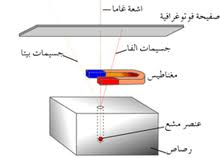 اشعة غاما
صفيحة فوتوغرافية
جسيمات الفا
جسيمات بيتا
مغناطيس
عنصر مشع
رصاص